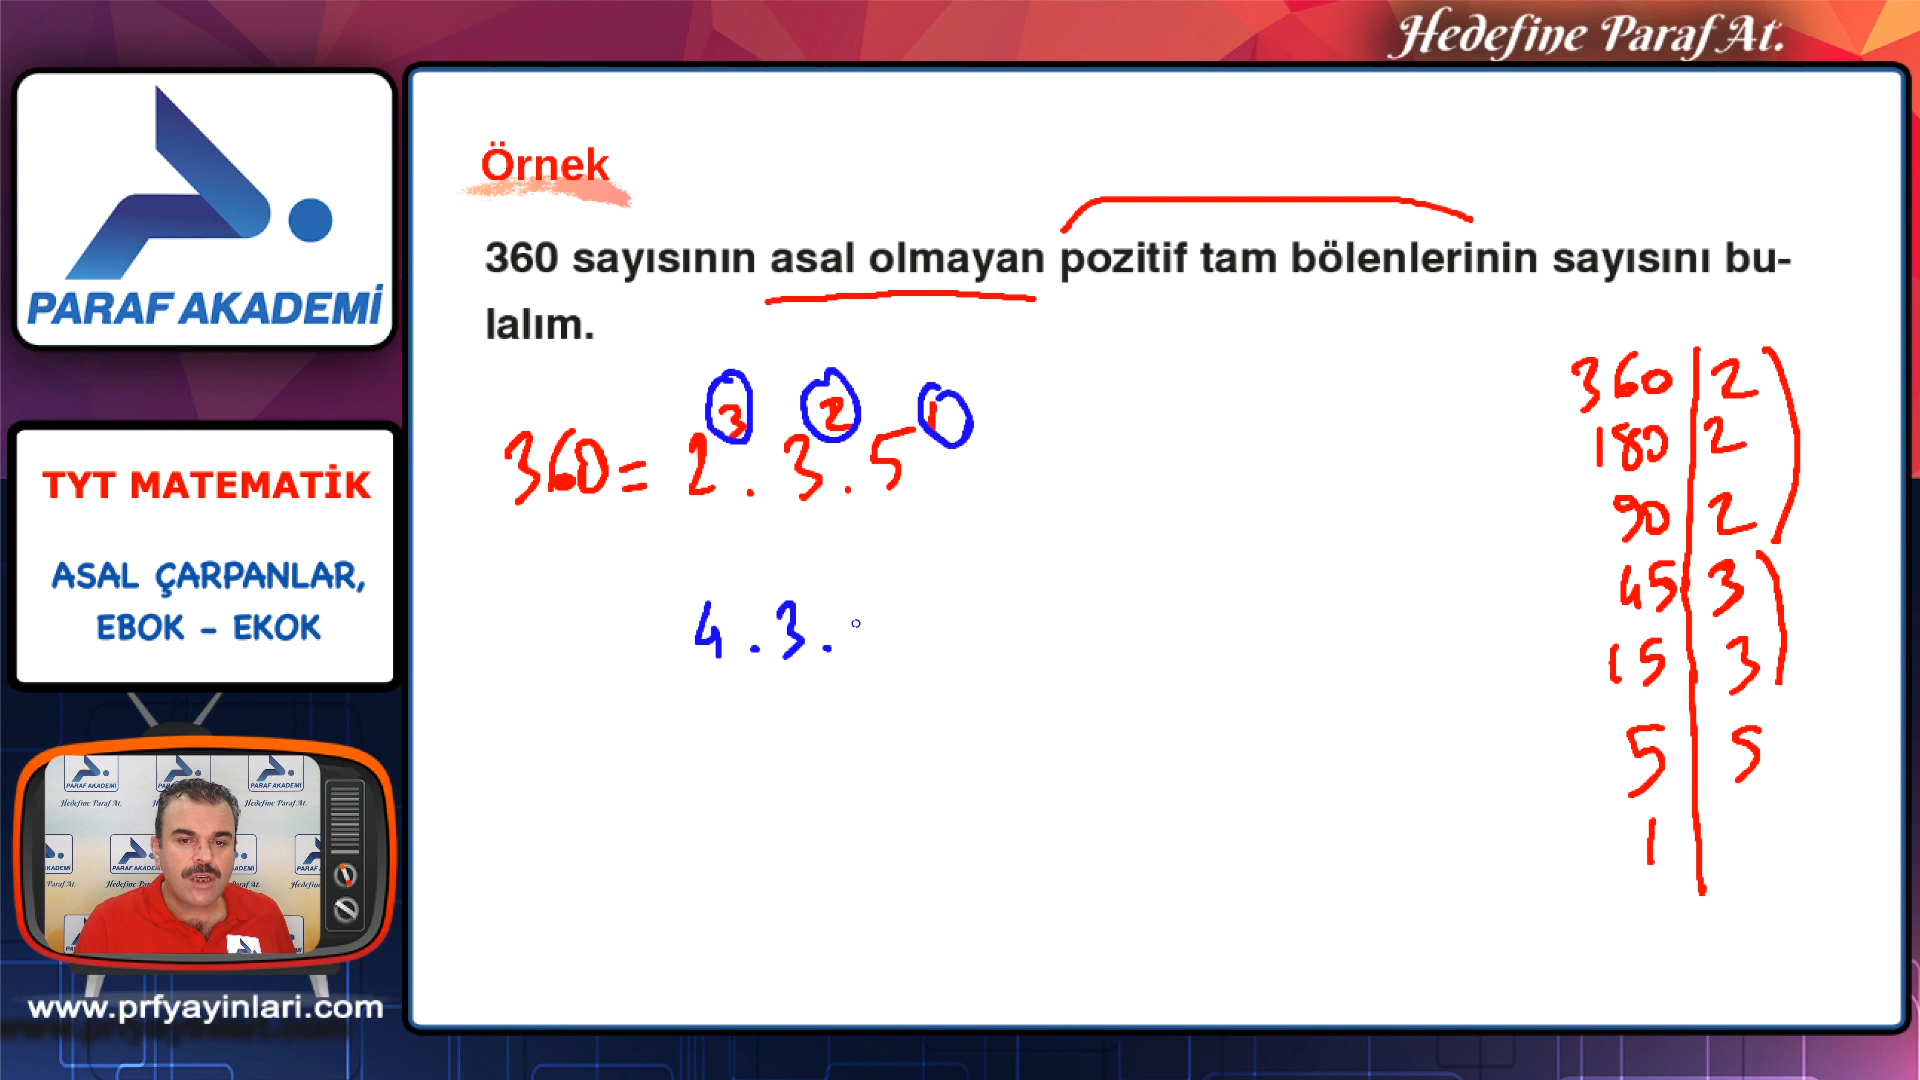 Hedefine Paraf At.
PARAF AKADEMİ
TYT MATEMATİK
ASAL ÇARPANLAR,
EBOK - EKOK
www.prfyayinlari.com
Örnek
360 sayısının asal olmayan pozitif tam bölenlerinin sayısını bu-
lalım.
360 = 2³ . 3² . 5¹
4 . 3 .
360 | 2
180 | 2
90 | 2
45 | 3
15 | 3
5 | 5
1 |